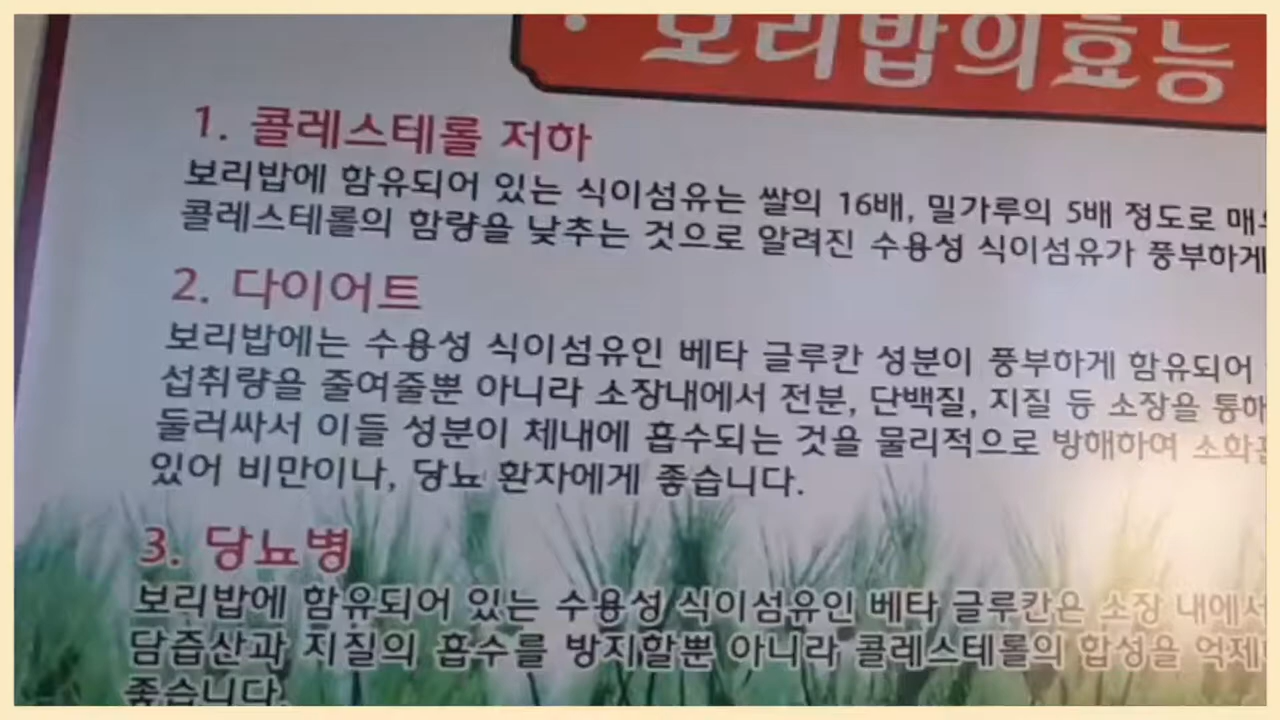 보리밥의효능
1. 콜레스테롤 저하
보리밥에 함유되어 있는 식이섬유는 쌀의 16배, 밀가루의 5배 정도로
콜레스테롤의 함량을 낮추는 것으로 알려진 수용성 식이섬유가 풍부하게
2. 다이어트
보리밥에는 수용성 식이섬유인 베타 글루칸 성분이 풍부하게 함유되어
섭취량을 줄여줄뿐 아니라 소장내에서 전분, 단백질, 지질 등 소장을
둘러싸서 이들 성분이 체내에 흡수되는 것을 물리적으로 방해하여
있어 비만이나, 당뇨 환자에게 좋습니다.
3. 당뇨병
보리밥에 함유되어 있는 수용성 식이섬유인 베타 글루칸은 소장 내에서
담즙산과 지질의 흡수를 방지할뿐 아니라 콜레스테롤의 합성을
좋습니다.